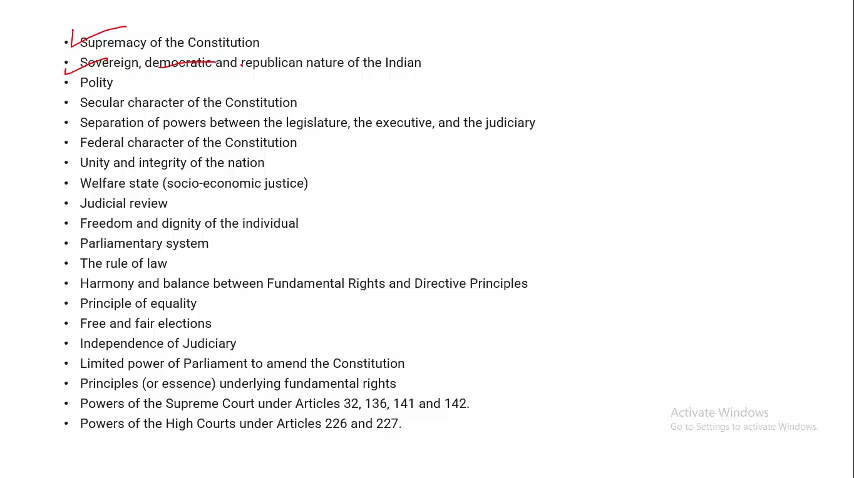 • Supremacy of the Constitution
• Sovereign, democratic and republican nature of the Indian
• Polity
• Secular character of the Constitution
• Separation of powers between the legislature, the executive, and the judiciary
• Federal character of the Constitution
• Unity and integrity of the nation
• Welfare state (socio-economic justice)
• Judicial review
• Freedom and dignity of the individual
• Parliamentary system
• The rule of law
• Harmony and balance between Fundamental Rights and Directive Principles
• Principle of equality
• Free and fair elections
• Independence of Judiciary
• Limited power of Parliament to amend the Constitution
• Principles (or essence) underlying fundamental rights
• Powers of the Supreme Court under Articles 32, 136, 141 and 142.
• Powers of the High Courts under Articles 226 and 227.
Activate Windows
Go to Settings to activate Windows.